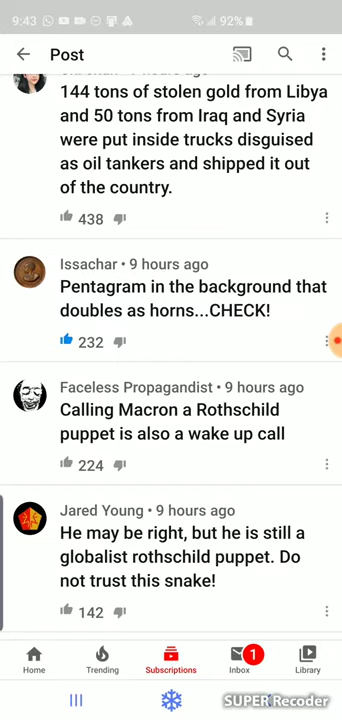 9:43 92%
Post
144 tons of stolen gold from Libya
and 50 tons from Iraq and Syria
were put inside trucks disguised
as oil tankers and shipped it out
of the country.
438
Issachar • 9 hours ago
Pentagram in the background that
doubles as horns...CHECK!
232
Faceless Propagandist • 9 hours ago
Calling Macron a Rothschild
puppet is also a wake up call
224
Jared Young • 9 hours ago
He may be right, but he is still a
globalist rothschild puppet. Do
not trust this snake!
142
1
Home Trending Subscriptions Inbox Library
SUPER Recoder